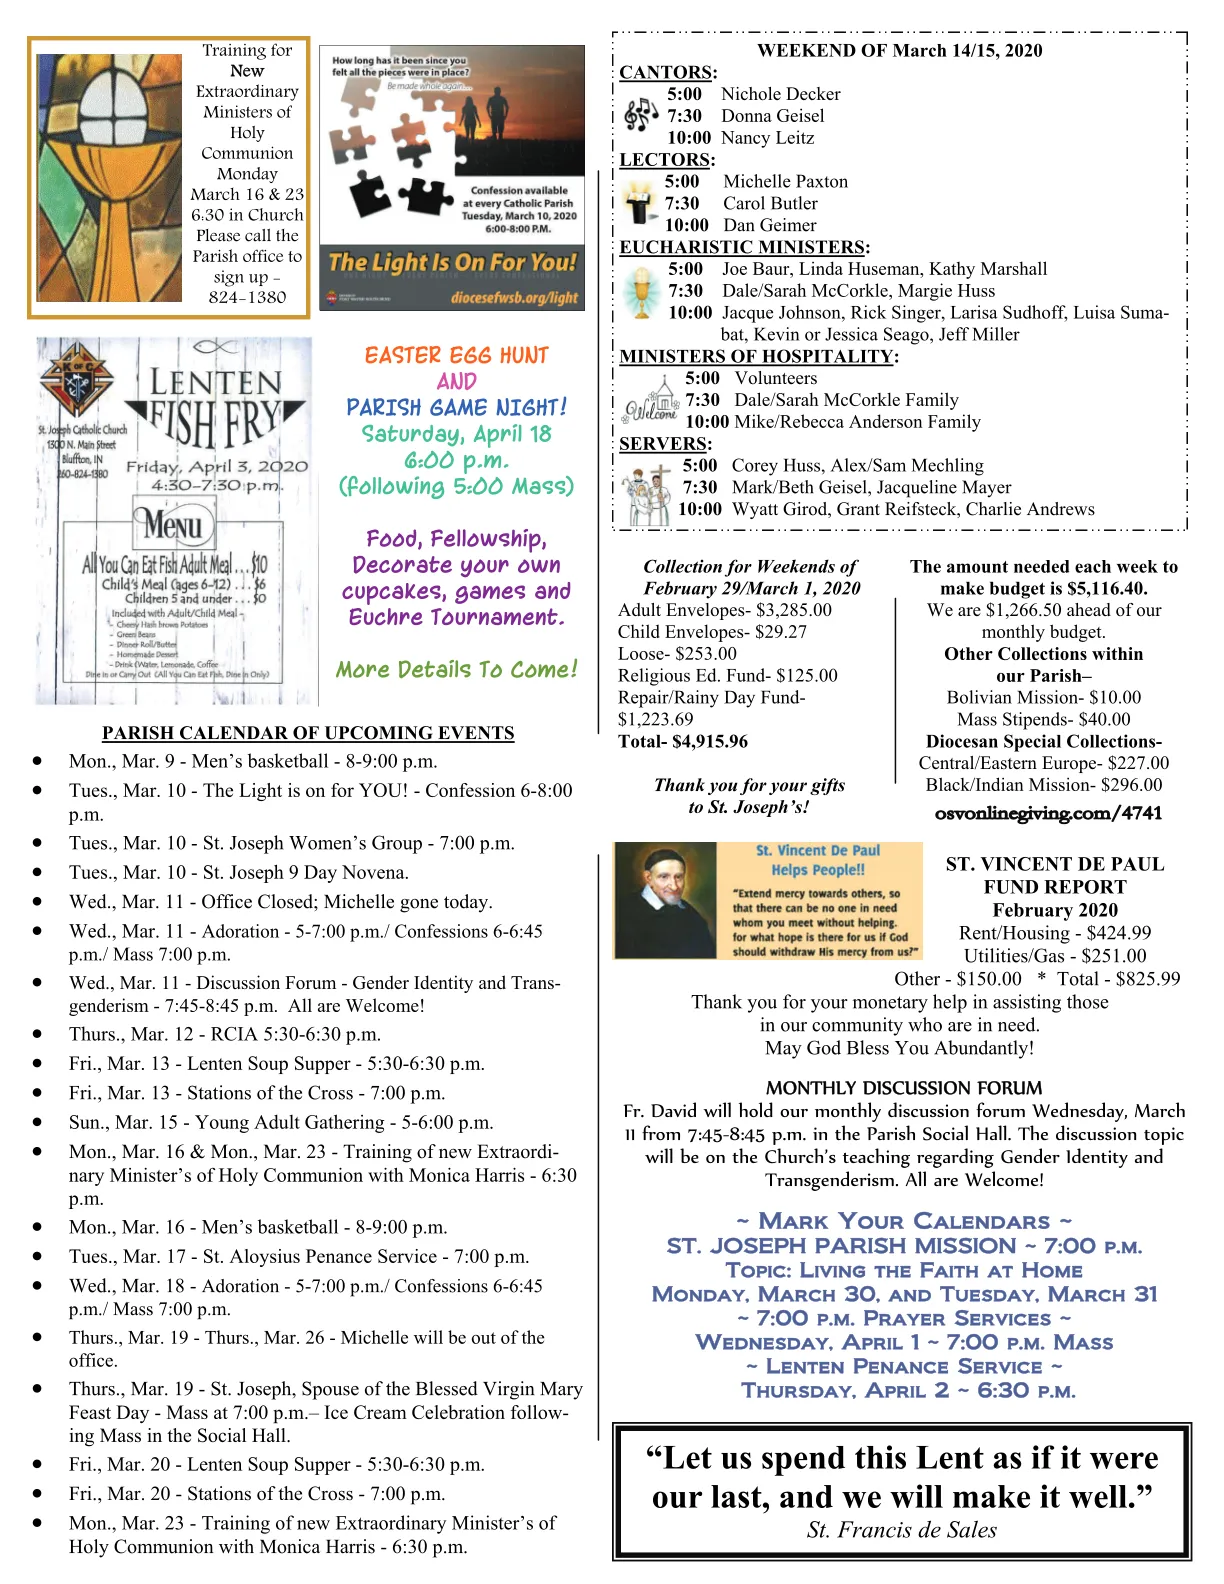 Training for
New
Extraordinary
Ministers of
Holy
Communion
Monday
March 16 & 23
6:30 in Church
Please call the
Parish office to
sign up -
824-1380
How long has it been since you
felt all the pieces were in place?
Be made whole again...
Confession available
at every Catholic Parish
Tuesday, March 10, 2020
6:00-8:00 P.M.
The Light Is On For You!
diocesefwsb.org/light
K OF C
LENTEN
FISH FRY
St. Joseph Catholic Church
1300 N. Main Street
Bluffton, IN
260-824-1380
Friday, April 3, 2020
4:30-7:30 p.m.
Menu
All You Can Eat Fish Adult Meal . . . $10
Child's Meal (ages 6-12) . . . $6
Children 5 and under . . . $0
Included with Adult/Child Meal -
- Cheesy Hash brown Potatoes
- Green Beans
- Dinner Roll/Butter
- Homemade Dessert
- Drink (Water, Lemonade, Coffee
Dine in or Carry Out (All You Can Eat Fish, Dine In Only)
EASTER EGG HUNT
AND
PARISH GAME NIGHT!
Saturday, April 18
6:00 p.m.
(following 5:00 Mass)
Food, Fellowship,
Decorate your own
cupcakes, games and
Euchre Tournament.
More Details To Come!
PARISH CALENDAR OF UPCOMING EVENTS
• Mon., Mar. 9 - Men's basketball - 8-9:00 p.m.
• Tues., Mar. 10 - The Light is on for YOU! - Confession 6-8:00
p.m.
• Tues., Mar. 10 - St. Joseph Women's Group - 7:00 p.m.
• Tues., Mar. 10 - St. Joseph 9 Day Novena.
• Wed., Mar. 11 - Office Closed; Michelle gone today.
• Wed., Mar. 11 - Adoration - 5-7:00 p.m./ Confessions 6-6:45
p.m./ Mass 7:00 p.m.
• Wed., Mar. 11 - Discussion Forum - Gender Identity and Trans-
genderism - 7:45-8:45 p.m. All are Welcome!
• Thurs., Mar. 12 - RCIA 5:30-6:30 p.m.
• Fri., Mar. 13 - Lenten Soup Supper - 5:30-6:30 p.m.
• Fri., Mar. 13 - Stations of the Cross - 7:00 p.m.
• Sun., Mar. 15 - Young Adult Gathering - 5-6:00 p.m.
• Mon., Mar. 16 & Mon., Mar. 23 - Training of new Extraordi-
nary Minister's of Holy Communion with Monica Harris - 6:30
p.m.
• Mon., Mar. 16 - Men's basketball - 8-9:00 p.m.
• Tues., Mar. 17 - St. Aloysius Penance Service - 7:00 p.m.
• Wed., Mar. 18 - Adoration - 5-7:00 p.m./ Confessions 6-6:45
p.m./ Mass 7:00 p.m.
• Thurs., Mar. 19 - Thurs., Mar. 26 - Michelle will be out of the
office.
• Thurs., Mar. 19 - St. Joseph, Spouse of the Blessed Virgin Mary
Feast Day - Mass at 7:00 p.m.– Ice Cream Celebration follow-
ing Mass in the Social Hall.
• Fri., Mar. 20 - Lenten Soup Supper - 5:30-6:30 p.m.
• Fri., Mar. 20 - Stations of the Cross - 7:00 p.m.
• Mon., Mar. 23 - Training of new Extraordinary Minister's of
Holy Communion with Monica Harris - 6:30 p.m.
WEEKEND OF March 14/15, 2020
CANTORS:
5:00 Nichole Decker
7:30 Donna Geisel
10:00 Nancy Leitz
LECTORS:
5:00 Michelle Paxton
7:30 Carol Butler
10:00 Dan Geimer
EUCHARISTIC MINISTERS:
5:00 Joe Baur, Linda Huseman, Kathy Marshall
7:30 Dale/Sarah McCorkle, Margie Huss
10:00 Jacque Johnson, Rick Singer, Larisa Sudhoff, Luisa Suma-
bat, Kevin or Jessica Seago, Jeff Miller
MINISTERS OF HOSPITALITY:
Welcome
5:00 Volunteers
7:30 Dale/Sarah McCorkle Family
10:00 Mike/Rebecca Anderson Family
SERVERS:
5:00 Corey Huss, Alex/Sam Mechling
7:30 Mark/Beth Geisel, Jacqueline Mayer
10:00 Wyatt Girod, Grant Reifsteck, Charlie Andrews
Collection for Weekends of
February 29/March 1, 2020
Adult Envelopes- $3,285.00
Child Envelopes- $29.27
Loose- $253.00
Religious Ed. Fund- $125.00
Repair/Rainy Day Fund-
$1,223.69
Total- $4,915.96
Thank you for your gifts
to St. Joseph's!
The amount needed each week to
make budget is $5,116.40.
We are $1,266.50 ahead of our
monthly budget.
Other Collections within
our Parish–
Bolivian Mission- $10.00
Mass Stipends- $40.00
Diocesan Special Collections-
Central/Eastern Europe- $227.00
Black/Indian Mission- $296.00
osvonlinegiving.com/4741
St. Vincent De Paul
Helps People!!
"Extend mercy towards others, so
that there can be no one in need
whom you meet without helping.
for what hope is there for us if God
should withdraw His mercy from us?"
ST. VINCENT DE PAUL
FUND REPORT
February 2020
Rent/Housing - $424.99
Utilities/Gas - $251.00
Other - $150.00 * Total - $825.99
Thank you for your monetary help in assisting those
in our community who are in need.
May God Bless You Abundantly!
MONTHLY DISCUSSION FORUM
Fr. David will hold our monthly discussion forum Wednesday, March
11 from 7:45-8:45 p.m. in the Parish Social Hall. The discussion topic
will be on the Church's teaching regarding Gender Identity and
Transgenderism. All are Welcome!
~ Mark Your Calendars ~
ST. JOSEPH PARISH MISSION ~ 7:00 p.m.
Topic: Living the Faith at Home
Monday, March 30, and Tuesday, March 31
~ 7:00 p.m. Prayer Services ~
Wednesday, April 1 ~ 7:00 p.m. Mass
~ Lenten Penance Service ~
Thursday, April 2 ~ 6:30 p.m.
"Let us spend this Lent as if it were
our last, and we will make it well."
St. Francis de Sales